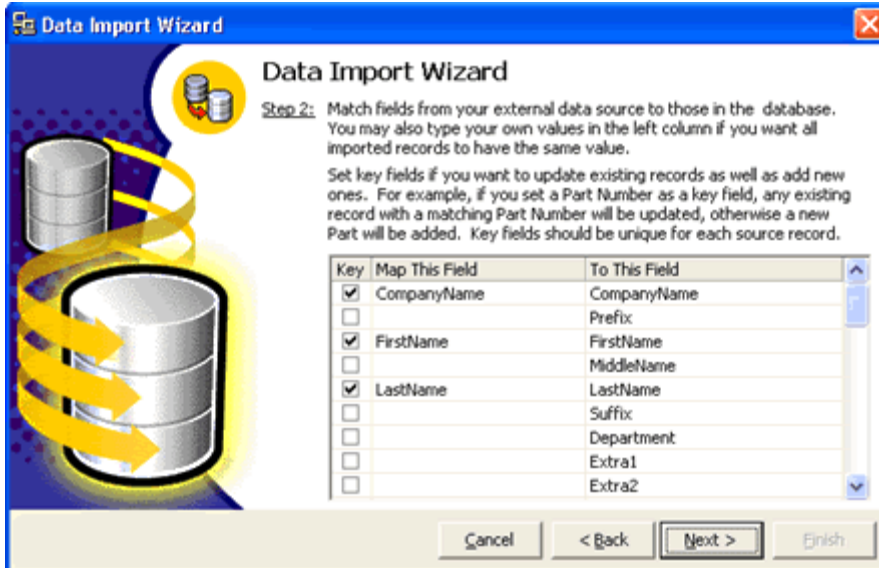 Data Import Wizard
Data Import Wizard
Step 2: Match fields from your external data source to those in the database.
You may also type your own values in the left column if you want all
imported records to have the same value.
Set key fields if you want to update existing records as well as add new
ones. For example, if you set a Part Number as a key field, any existing
record with a matching Part Number will be updated, otherwise a new
Part will be added. Key fields should be unique for each source record.
Key Map This Field To This Field
CompanyName CompanyName
Prefix
FirstName FirstName
MiddleName
LastName LastName
Suffix
Department
Extra1
Extra2
Cancel < Back Next > Finish